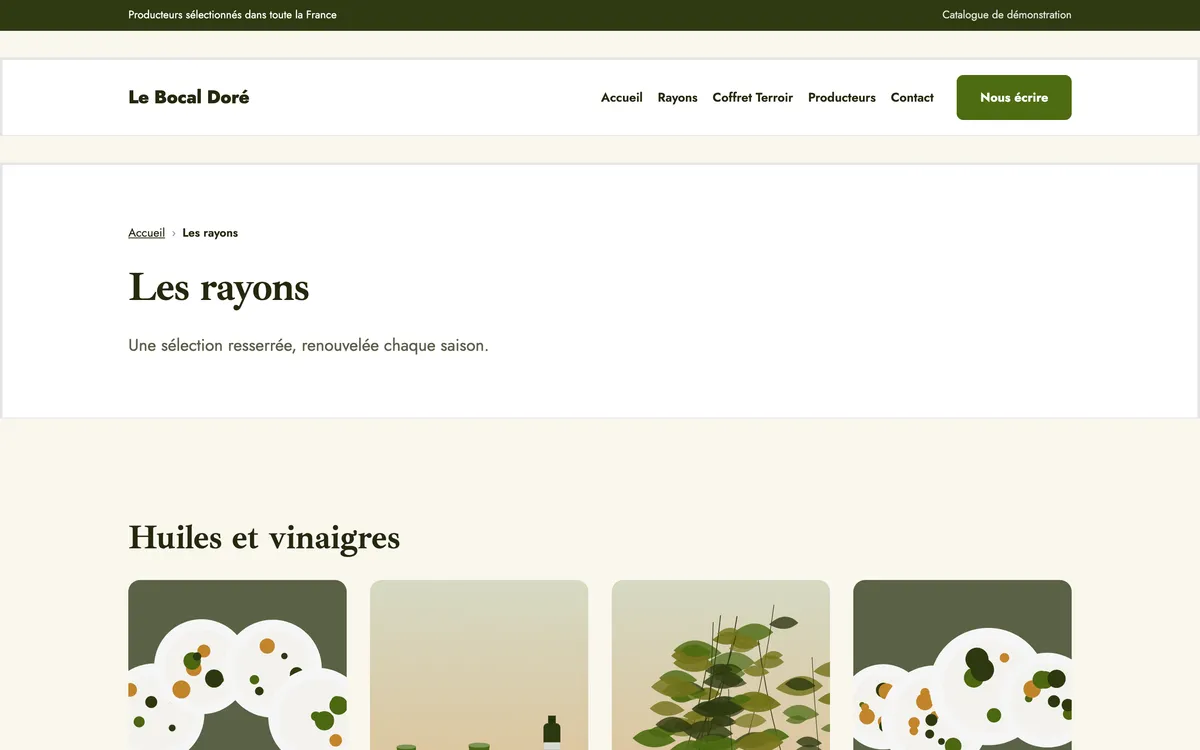 Producteurs sélectionnés dans toute la France
Catalogue de démonstration
Le Bocal Doré
Accueil
Rayons
Coffret Terroir
Producteurs
Contact
Nous écrire
Accueil › Les rayons
Les rayons
Une sélection resserrée, renouvelée chaque saison.
Huiles et vinaigres